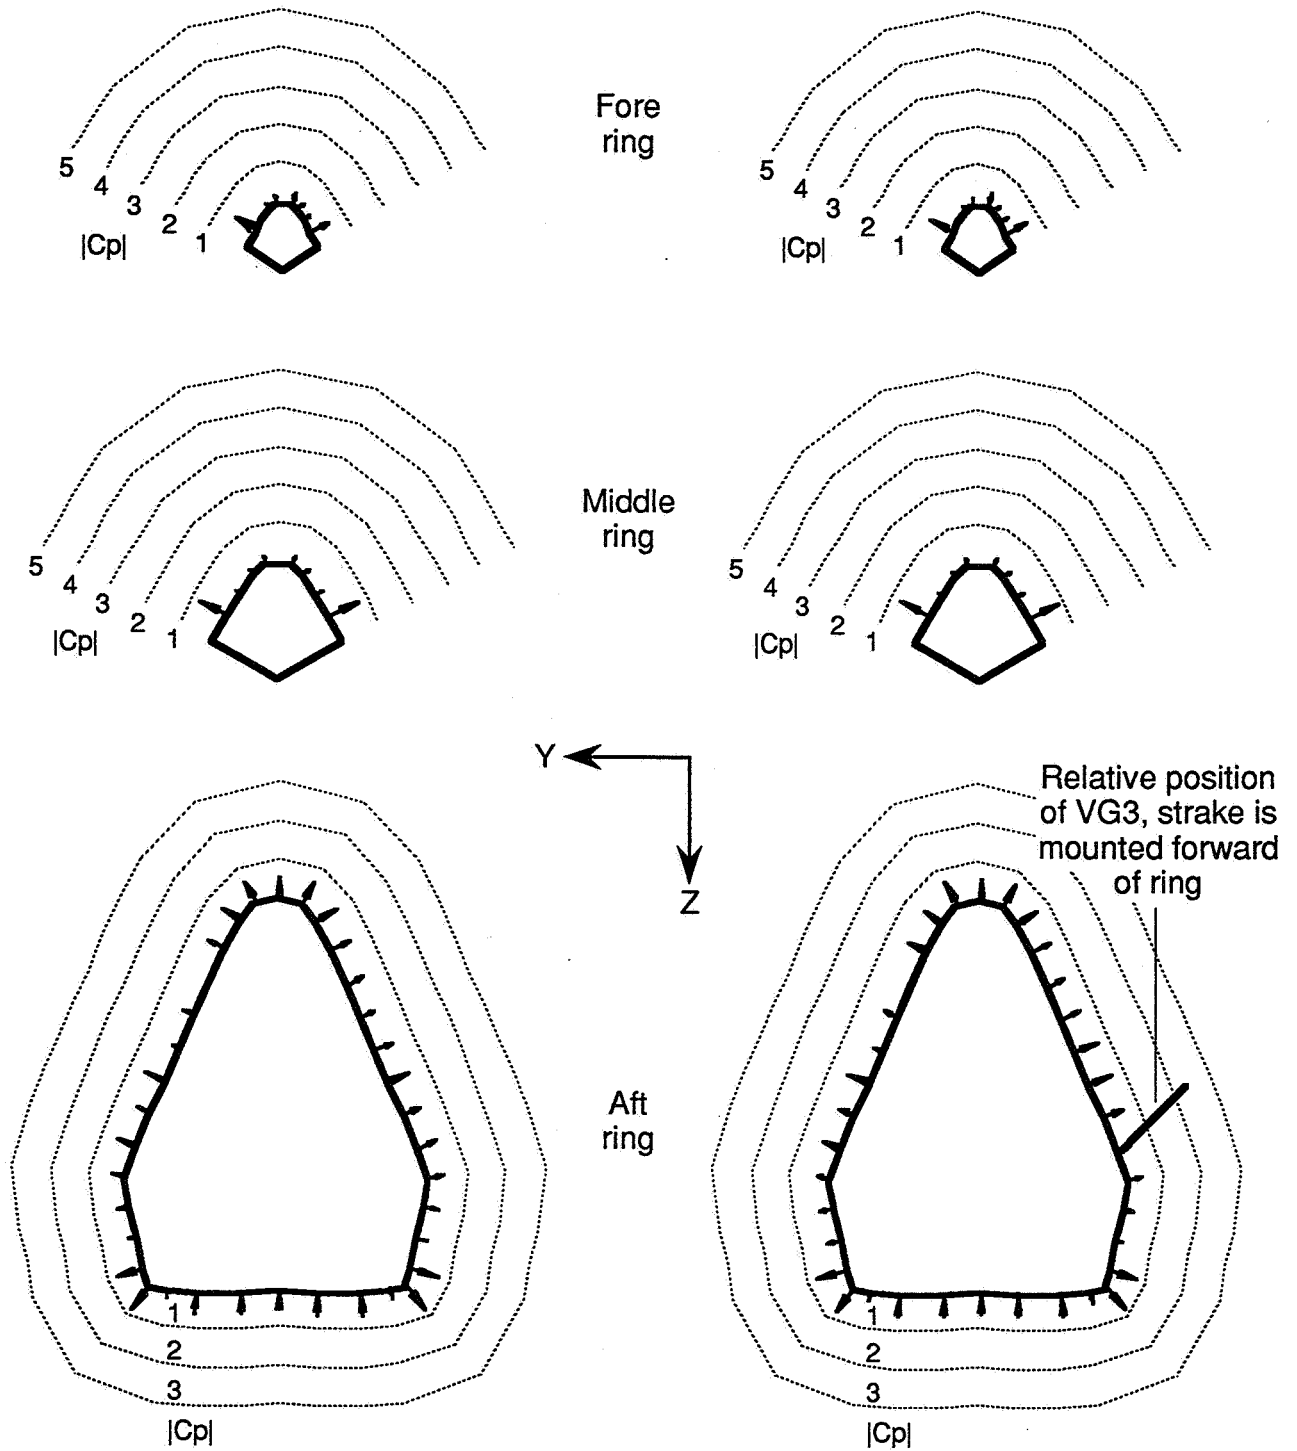 Fore
ring
5
4
3
2
1
|Cp|
5
4
3
2
1
|Cp|
Middle
ring
5
4
3
2
1
|Cp|
5
4
3
2
1
|Cp|
Y
Z
Relative position
of VG3, strake is
mounted forward
of ring
Aft
ring
1
2
3
|Cp|
1
2
3
|Cp|